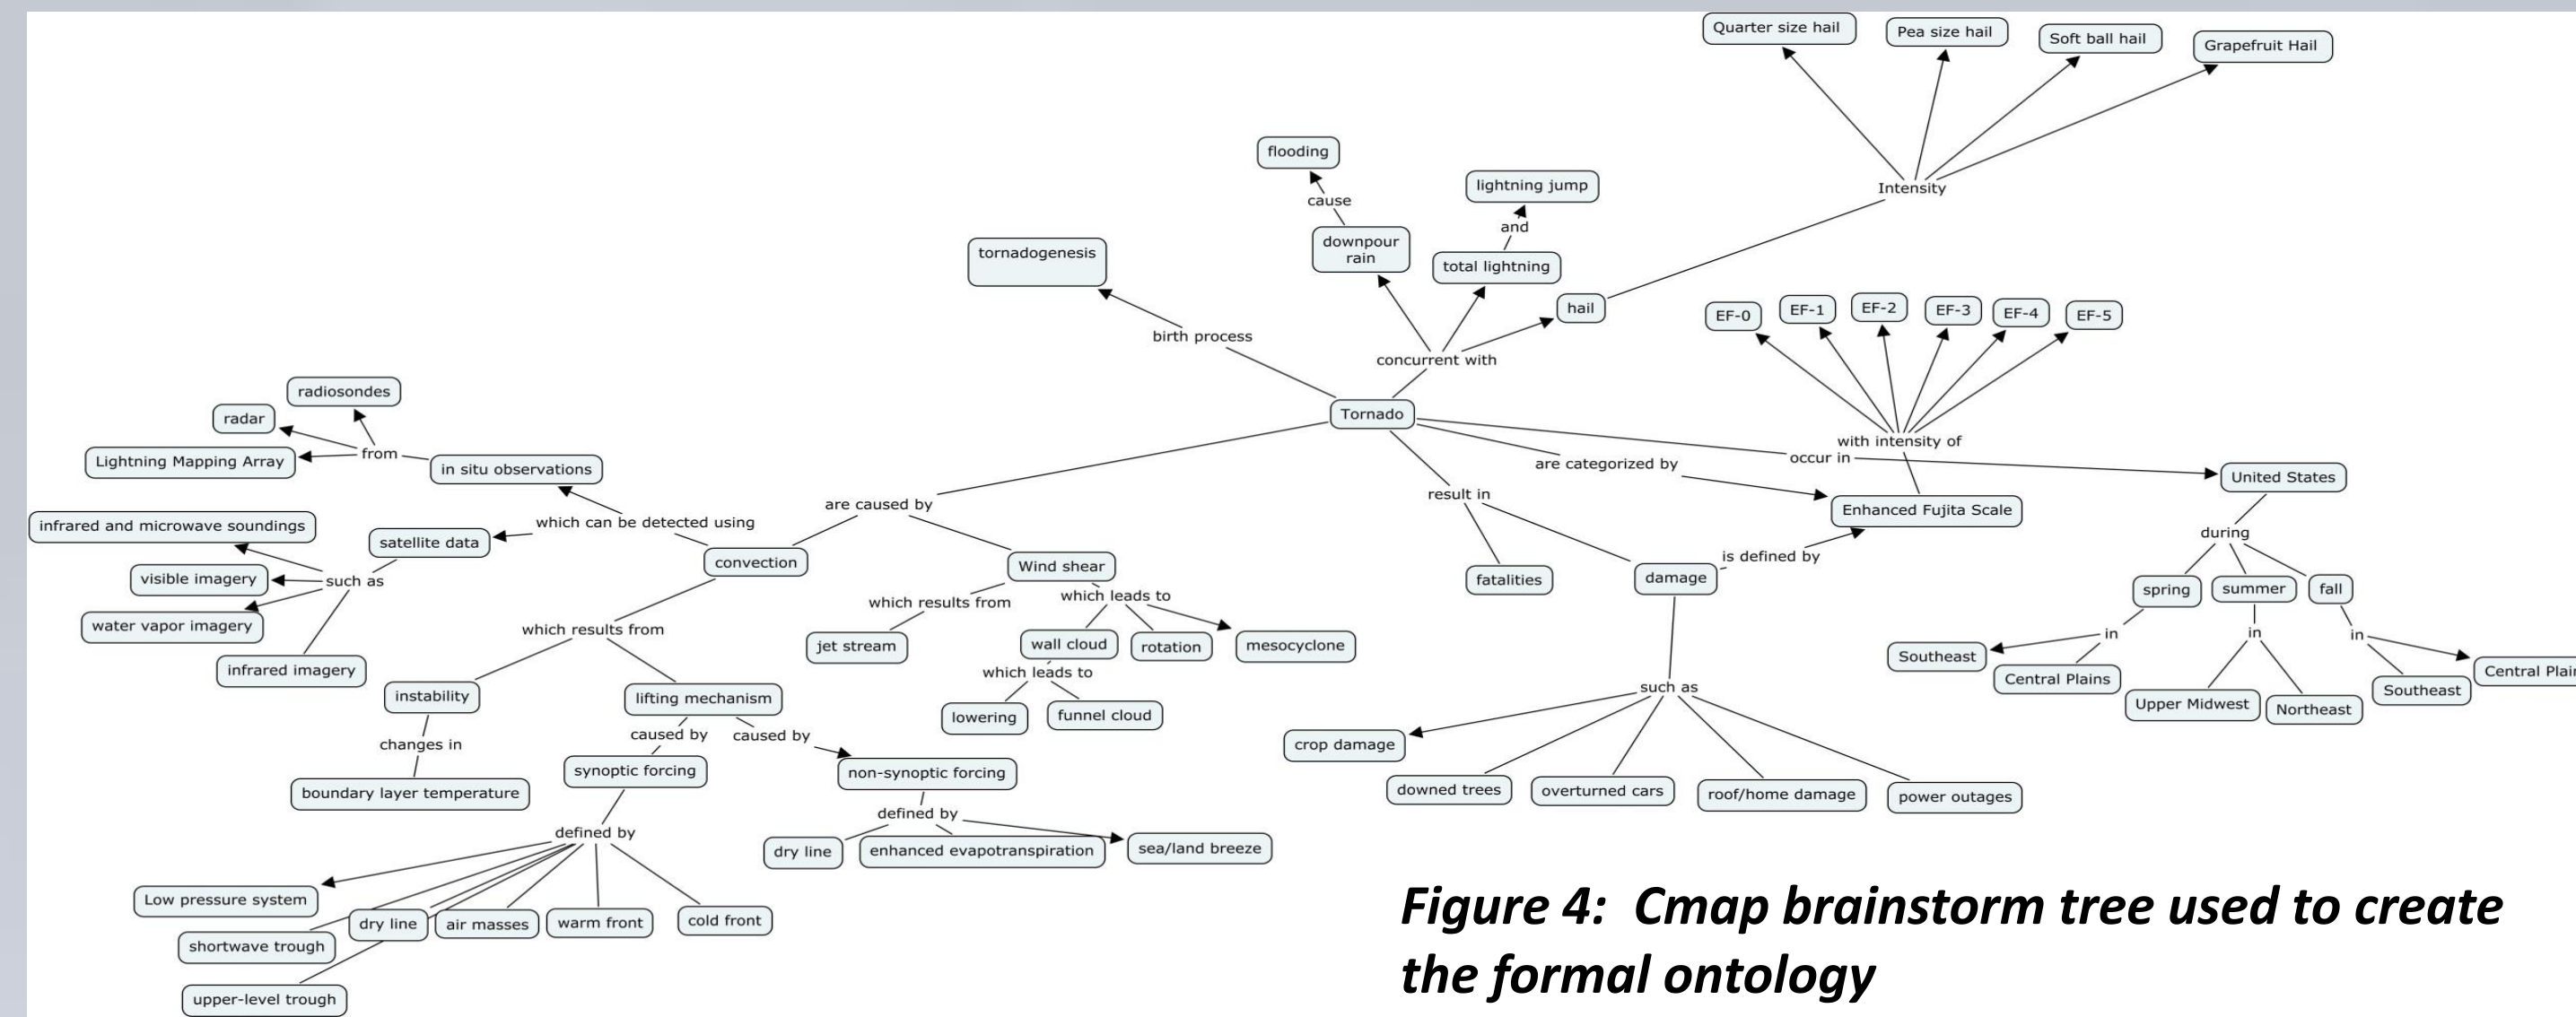 Quarter size hail
Pea size hail
Soft ball hail
Grapefruit Hail
Intensity
flooding
cause
lightning jump
and
downpour
rain
total lightning
tornadogenesis
hail
birth process
concurrent with
EF-0
EF-1
EF-2
EF-3
EF-4
EF-5
Tornado
with intensity of
occur in
are categorized by
United States
Enhanced Fujita Scale
radiosondes
radar
Lightning Mapping Array
from
in situ observations
are caused by
result in
which can be detected using
infrared and microwave soundings
satellite data
visible imagery
such as
water vapor imagery
infrared imagery
convection
Wind shear
fatalities
damage
is defined by
during
spring
summer
fall
in
in
in
Southeast
Central Plains
Upper Midwest
Northeast
Southeast
Central Plai
which results from
which leads to
jet stream
wall cloud
rotation
mesocyclone
which leads to
lowering
funnel cloud
which results from
instability
lifting mechanism
changes in
boundary layer temperature
caused by
caused by
synoptic forcing
non-synoptic forcing
defined by
dry line
enhanced evapotranspiration
sea/land breeze
defined by
Low pressure system
shortwave trough
dry line
air masses
warm front
cold front
upper-level trough
such as
crop damage
downed trees
overturned cars
roof/home damage
power outages
Figure 4: Cmap brainstorm tree used to create
the formal ontology